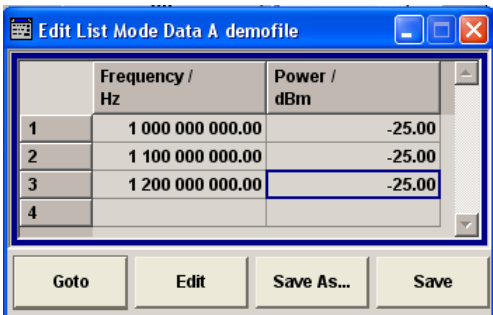 Edit List Mode Data A demofile
Frequency / Power /
Hz dBm
1 1 000 000 000.00 -25.00
2 1 100 000 000.00 -25.00
3 1 200 000 000.00 -25.00
4
Goto Edit Save As... Save